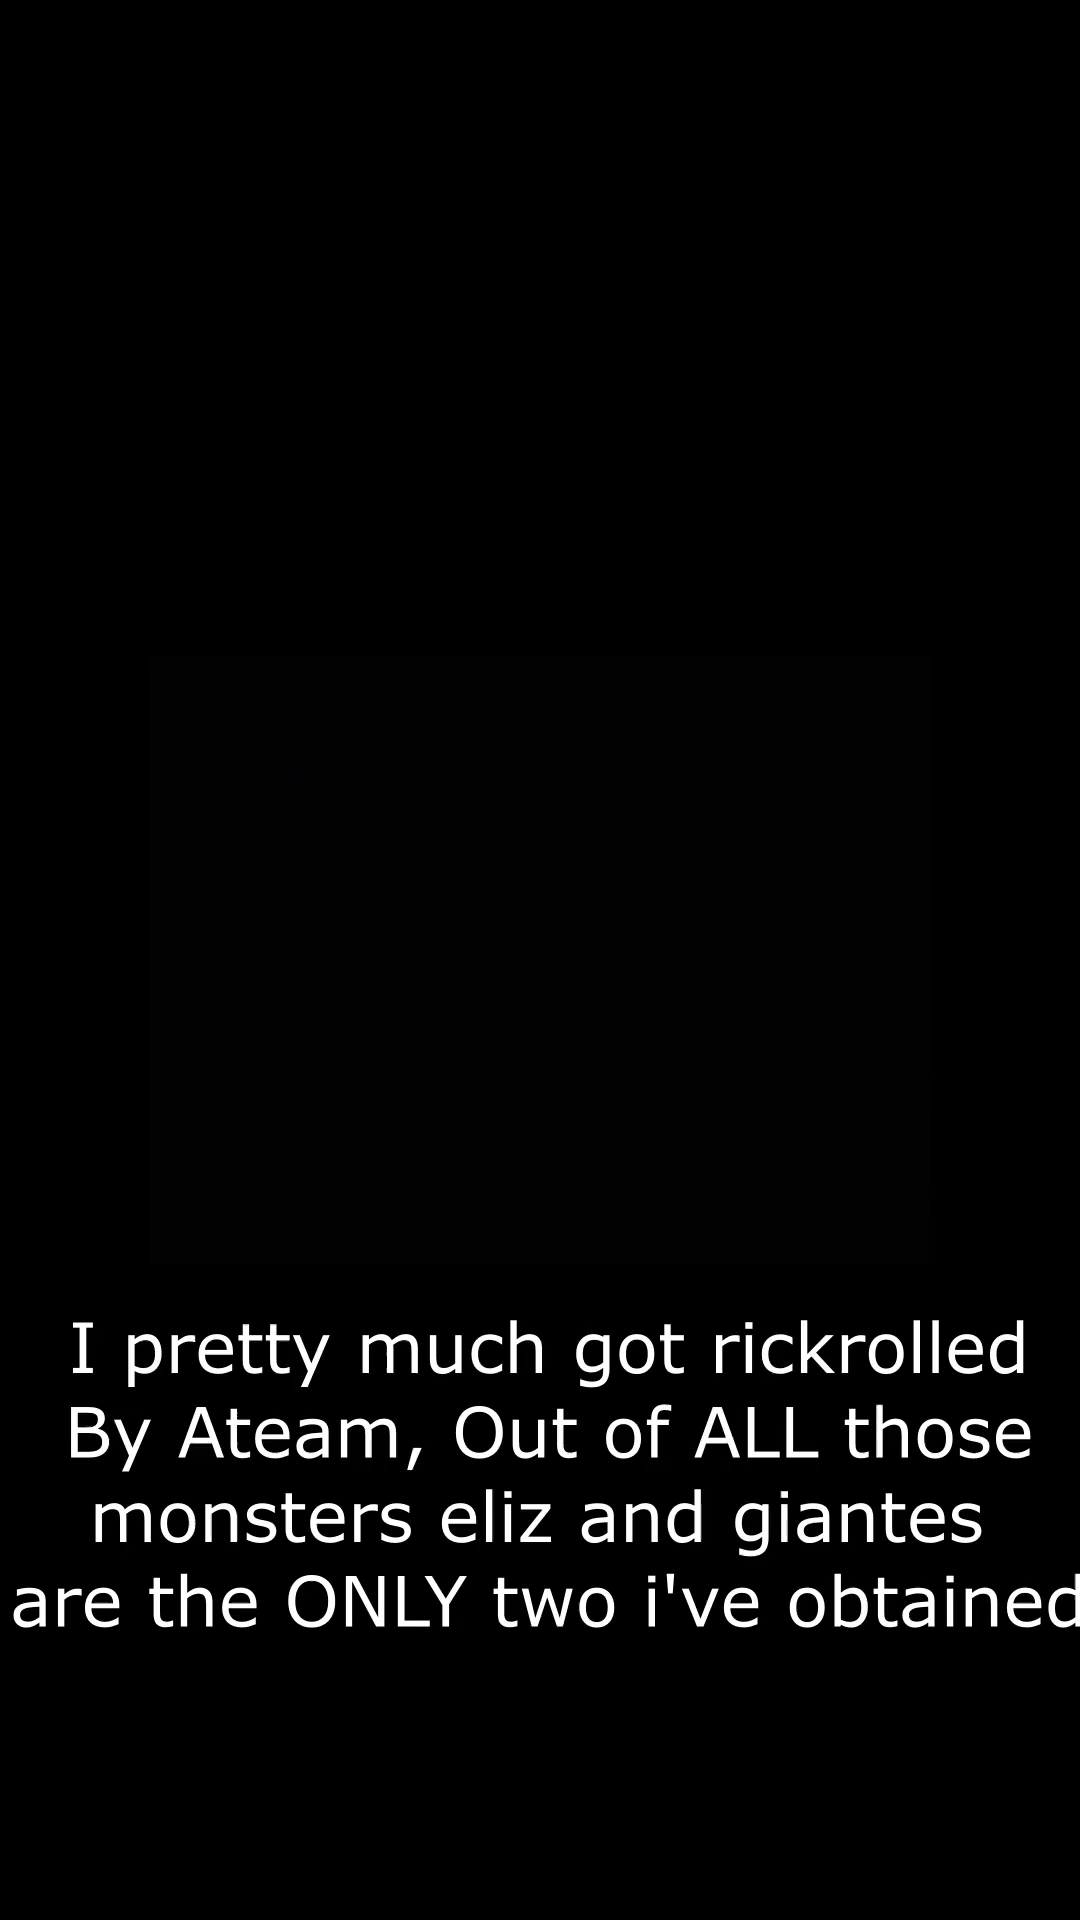 I pretty much got rickrolled
By Ateam, Out of ALL those
monsters eliz and giantes
are the ONLY two i've obtained